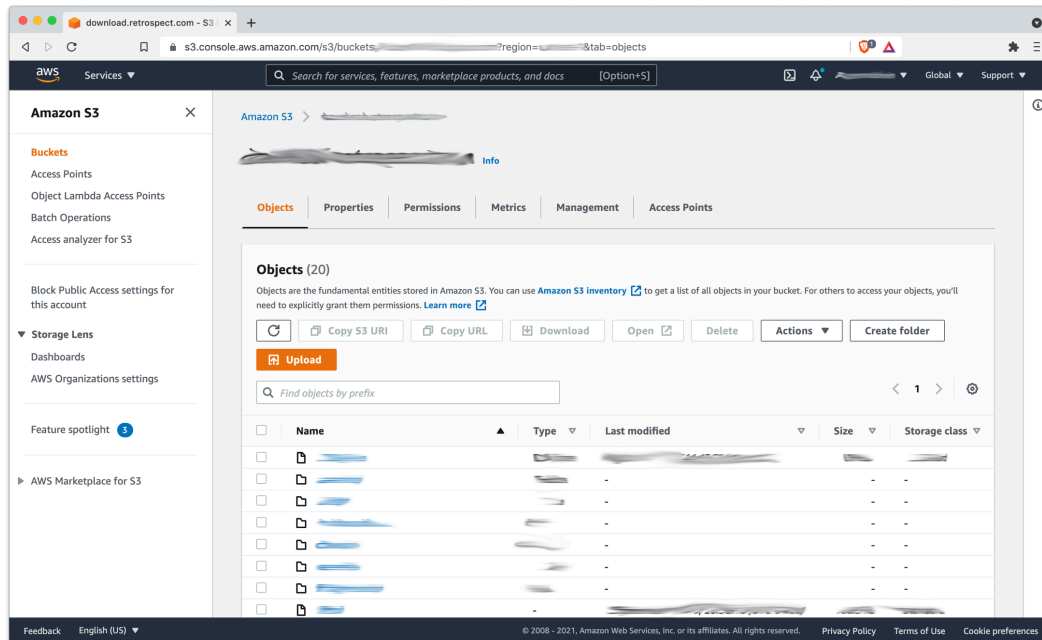 download.retrospect.com - S3
s3.console.aws.amazon.com/s3/buckets ?region= &tab=objects
aws Services ▼ Search for services, features, marketplace products, and docs [Option+S] Global ▼ Support ▼
Amazon S3
Buckets
Access Points
Object Lambda Access Points
Batch Operations
Access analyzer for S3
Block Public Access settings for
this account
Storage Lens
Dashboards
AWS Organizations settings
Feature spotlight 3
AWS Marketplace for S3
Amazon S3 >
Info
Objects Properties Permissions Metrics Management Access Points
Objects (20)
Objects are the fundamental entities stored in Amazon S3. You can use Amazon S3 inventory to get a list of all objects in your bucket. For others to access your objects, you'll
need to explicitly grant them permissions. Learn more
Copy S3 URI Copy URL Download Open Delete Actions ▼ Create folder
Upload
Find objects by prefix < 1 >
Name ▲ Type Last modified Size Storage class
- - -
- - -
- - -
- - -
- - -
- - -
-
Feedback English (US) ▼ © 2008 - 2021, Amazon Web Services, Inc. or its affiliates. All rights reserved. Privacy Policy Terms of Use Cookie preferences